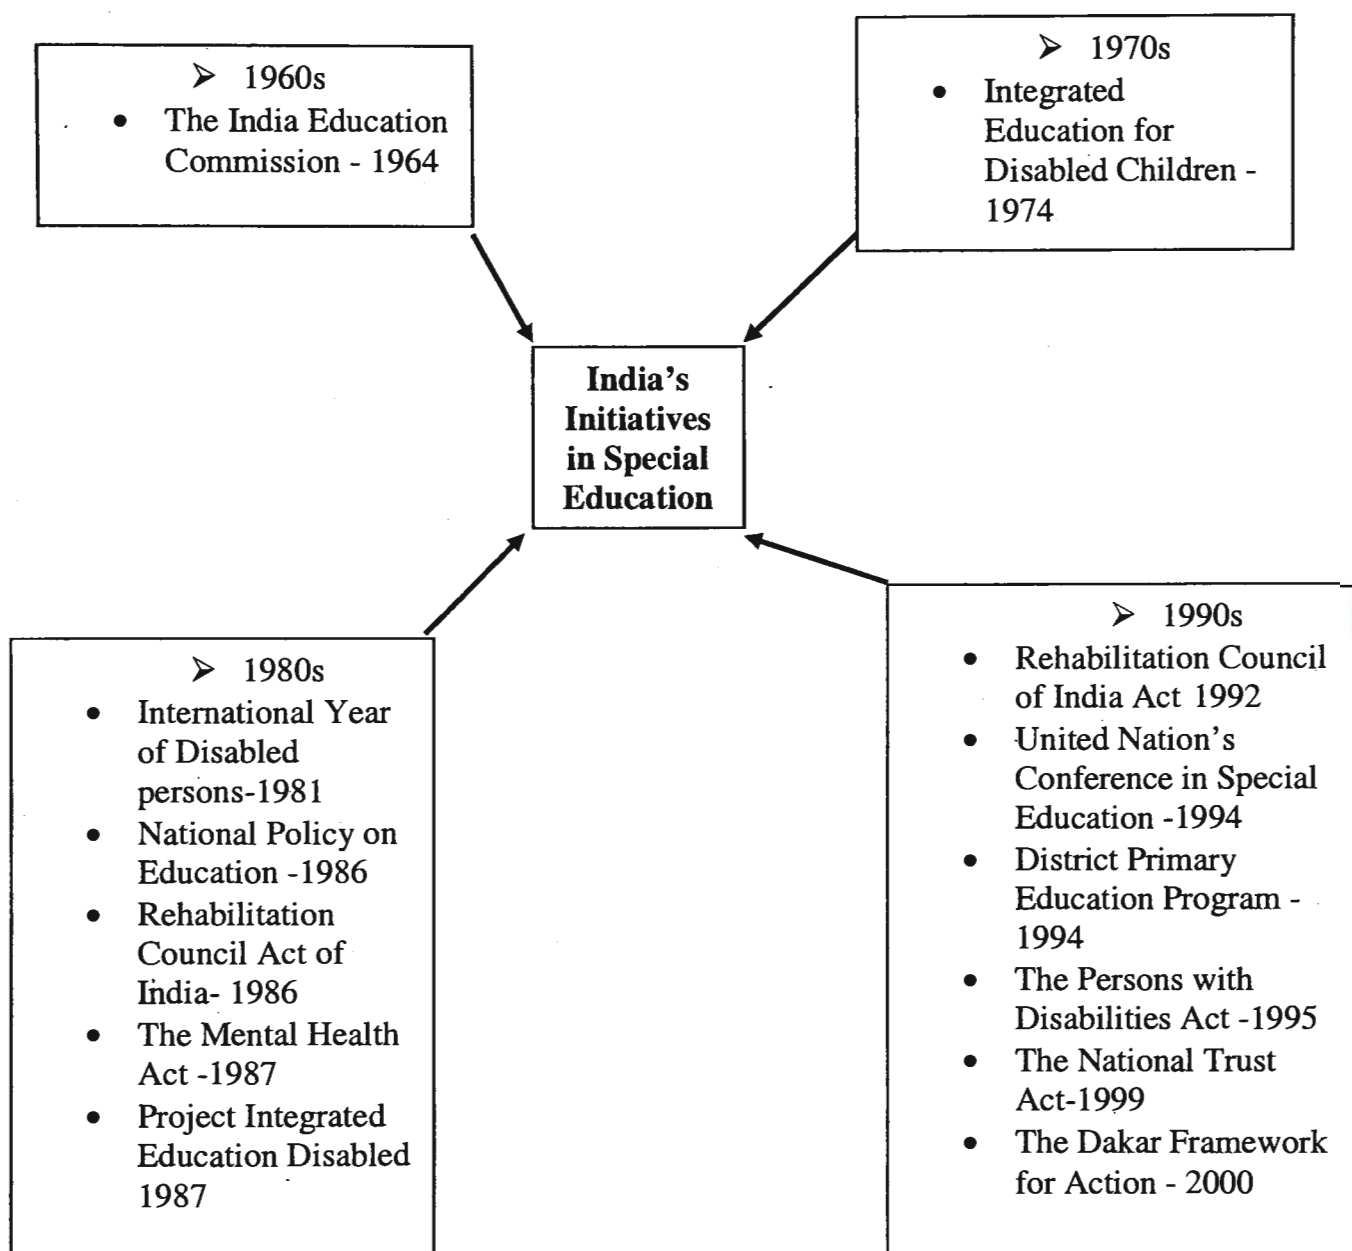 ➢ 1960s
• The India Education
Commission - 1964
➢ 1970s
• Integrated
Education for
Disabled Children -
1974
India's
Initiatives
in Special
Education
➢ 1980s
• International Year
of Disabled
persons-1981
• National Policy on
Education -1986
• Rehabilitation
Council Act of
India- 1986
• The Mental Health
Act -1987
• Project Integrated
Education Disabled
1987
➢ 1990s
• Rehabilitation Council
of India Act 1992
• United Nation's
Conference in Special
Education -1994
• District Primary
Education Program -
1994
• The Persons with
Disabilities Act -1995
• The National Trust
Act-1999
• The Dakar Framework
for Action - 2000